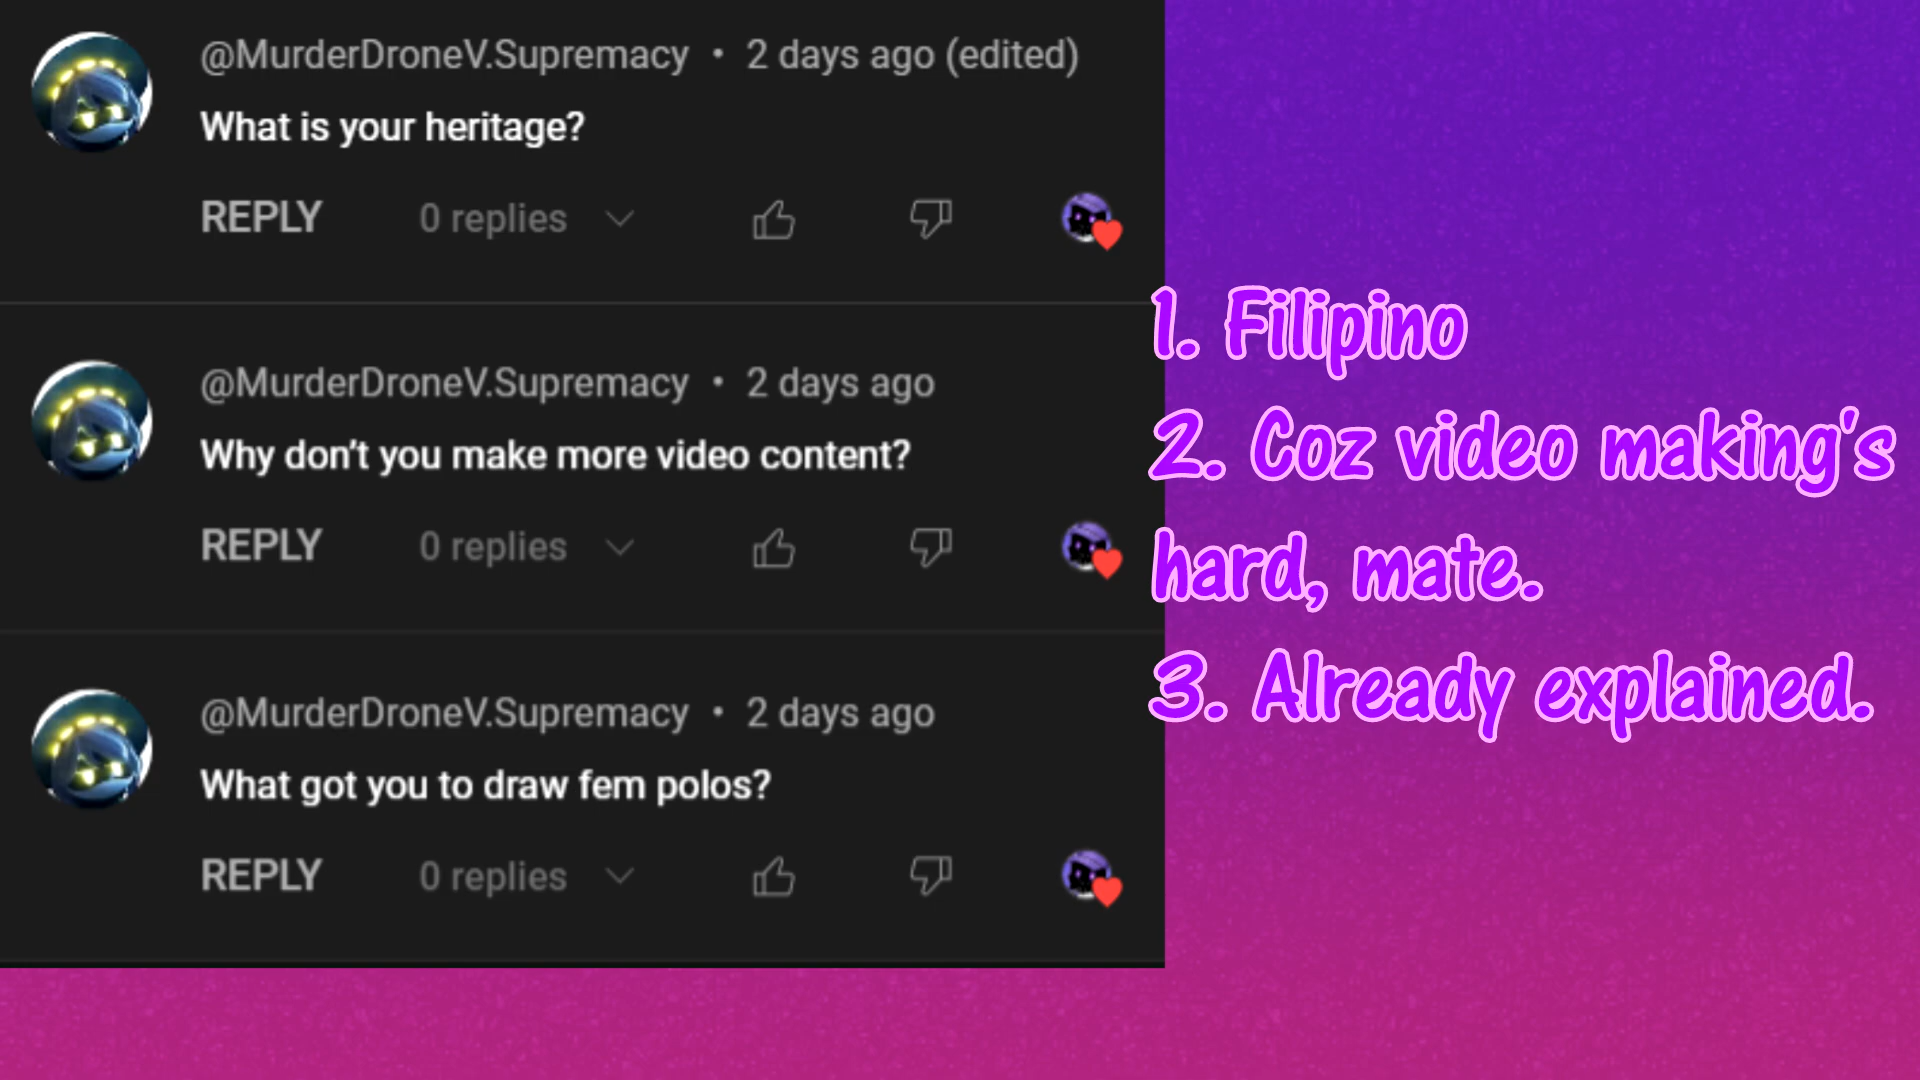 @MurderDroneV.Supremacy • 2 days ago (edited)
What is your heritage?
REPLY 0 replies
@MurderDroneV.Supremacy • 2 days ago
Why don't you make more video content?
REPLY 0 replies
@MurderDroneV.Supremacy • 2 days ago
What got you to draw fem polos?
REPLY 0 replies
1. Filipino
2. Coz video making's
hard, mate.
3. Already explained.